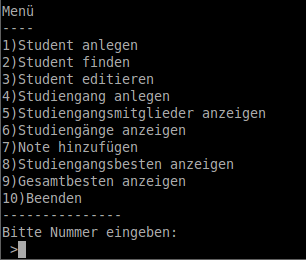 Menü
----
1)Student anlegen
2)Student finden
3)Student editieren
4)Studiengang anlegen
5)Studiengangsmitglieder anzeigen
6)Studiengänge anzeigen
7)Note hinzufügen
8)Studiengangsbesten anzeigen
9)Gesamtbesten anzeigen
10)Beenden
---------------
Bitte Nummer eingeben:
>